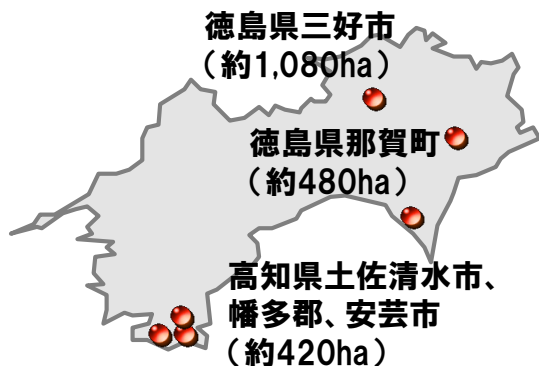 徳島県三好市
（約1,080ha）
徳島県那賀町
（約480ha）
高知県土佐清水市、
幡多郡、安芸市
（約420ha）